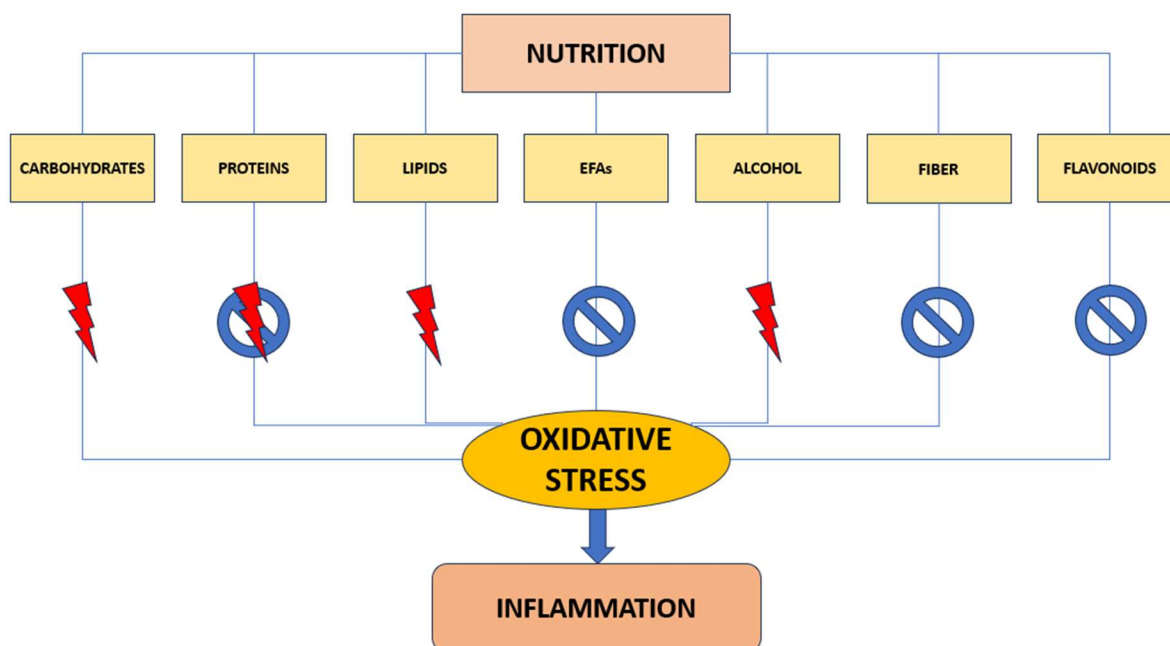 NUTRITION
CARBOHYDRATES
PROTEINS
LIPIDS
EFAs
ALCOHOL
FIBER
FLAVONOIDS
OXIDATIVE
STRESS
INFLAMMATION